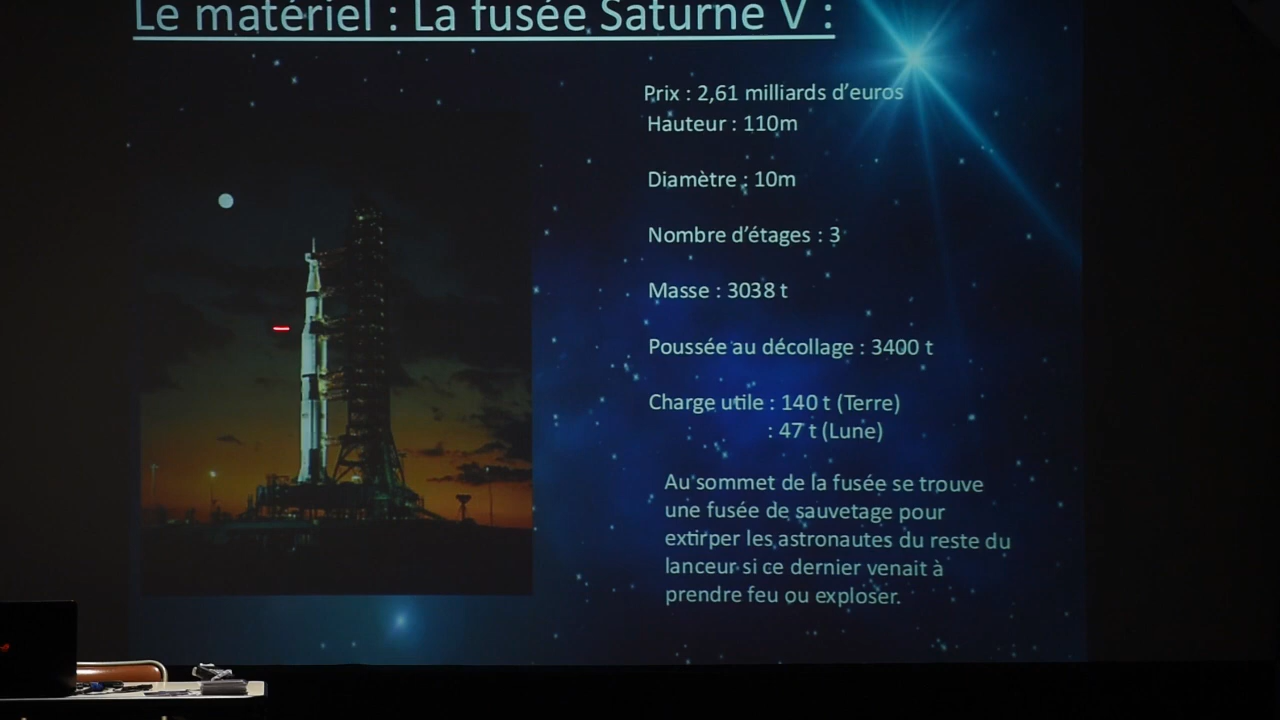 Le matériel : La fusée Saturne V :
Prix : 2,61 milliards d’euros
Hauteur : 110m
Diamètre : 10m
Nombre d’étages : 3
Masse : 3038 t
Poussée au décollage : 3400 t
Charge utile : 140 t (Terre)
: 47 t (Lune)
Au sommet de la fusée se trouve
une fusée de sauvetage pour
extirper les astronautes du reste du
lanceur si ce dernier venait à
prendre feu ou exploser.